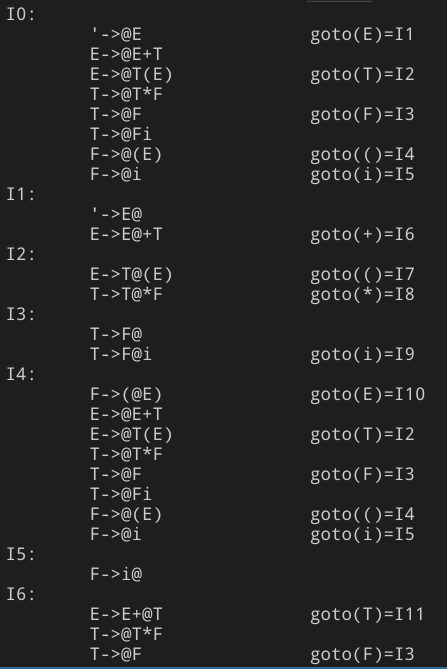 I0:
'->@E goto(E)=I1
E->@E+T
E->@T(E) goto(T)=I2
T->@T*F
T->@F goto(F)=I3
T->@Fi
F->@(E) goto(()=I4
F->@i goto(i)=I5
I1:
'->E@
E->E@+T goto(+)=I6
I2:
E->T@(E) goto(()=I7
T->T@*F goto(*)=I8
I3:
T->F@
T->F@i goto(i)=I9
I4:
F->(@E) goto(E)=I10
E->@E+T
E->@T(E) goto(T)=I2
T->@T*F
T->@F goto(F)=I3
T->@Fi
F->@(E) goto(()=I4
F->@i goto(i)=I5
I5:
F->i@
I6:
E->E+@T goto(T)=I11
T->@T*F
T->@F goto(F)=I3